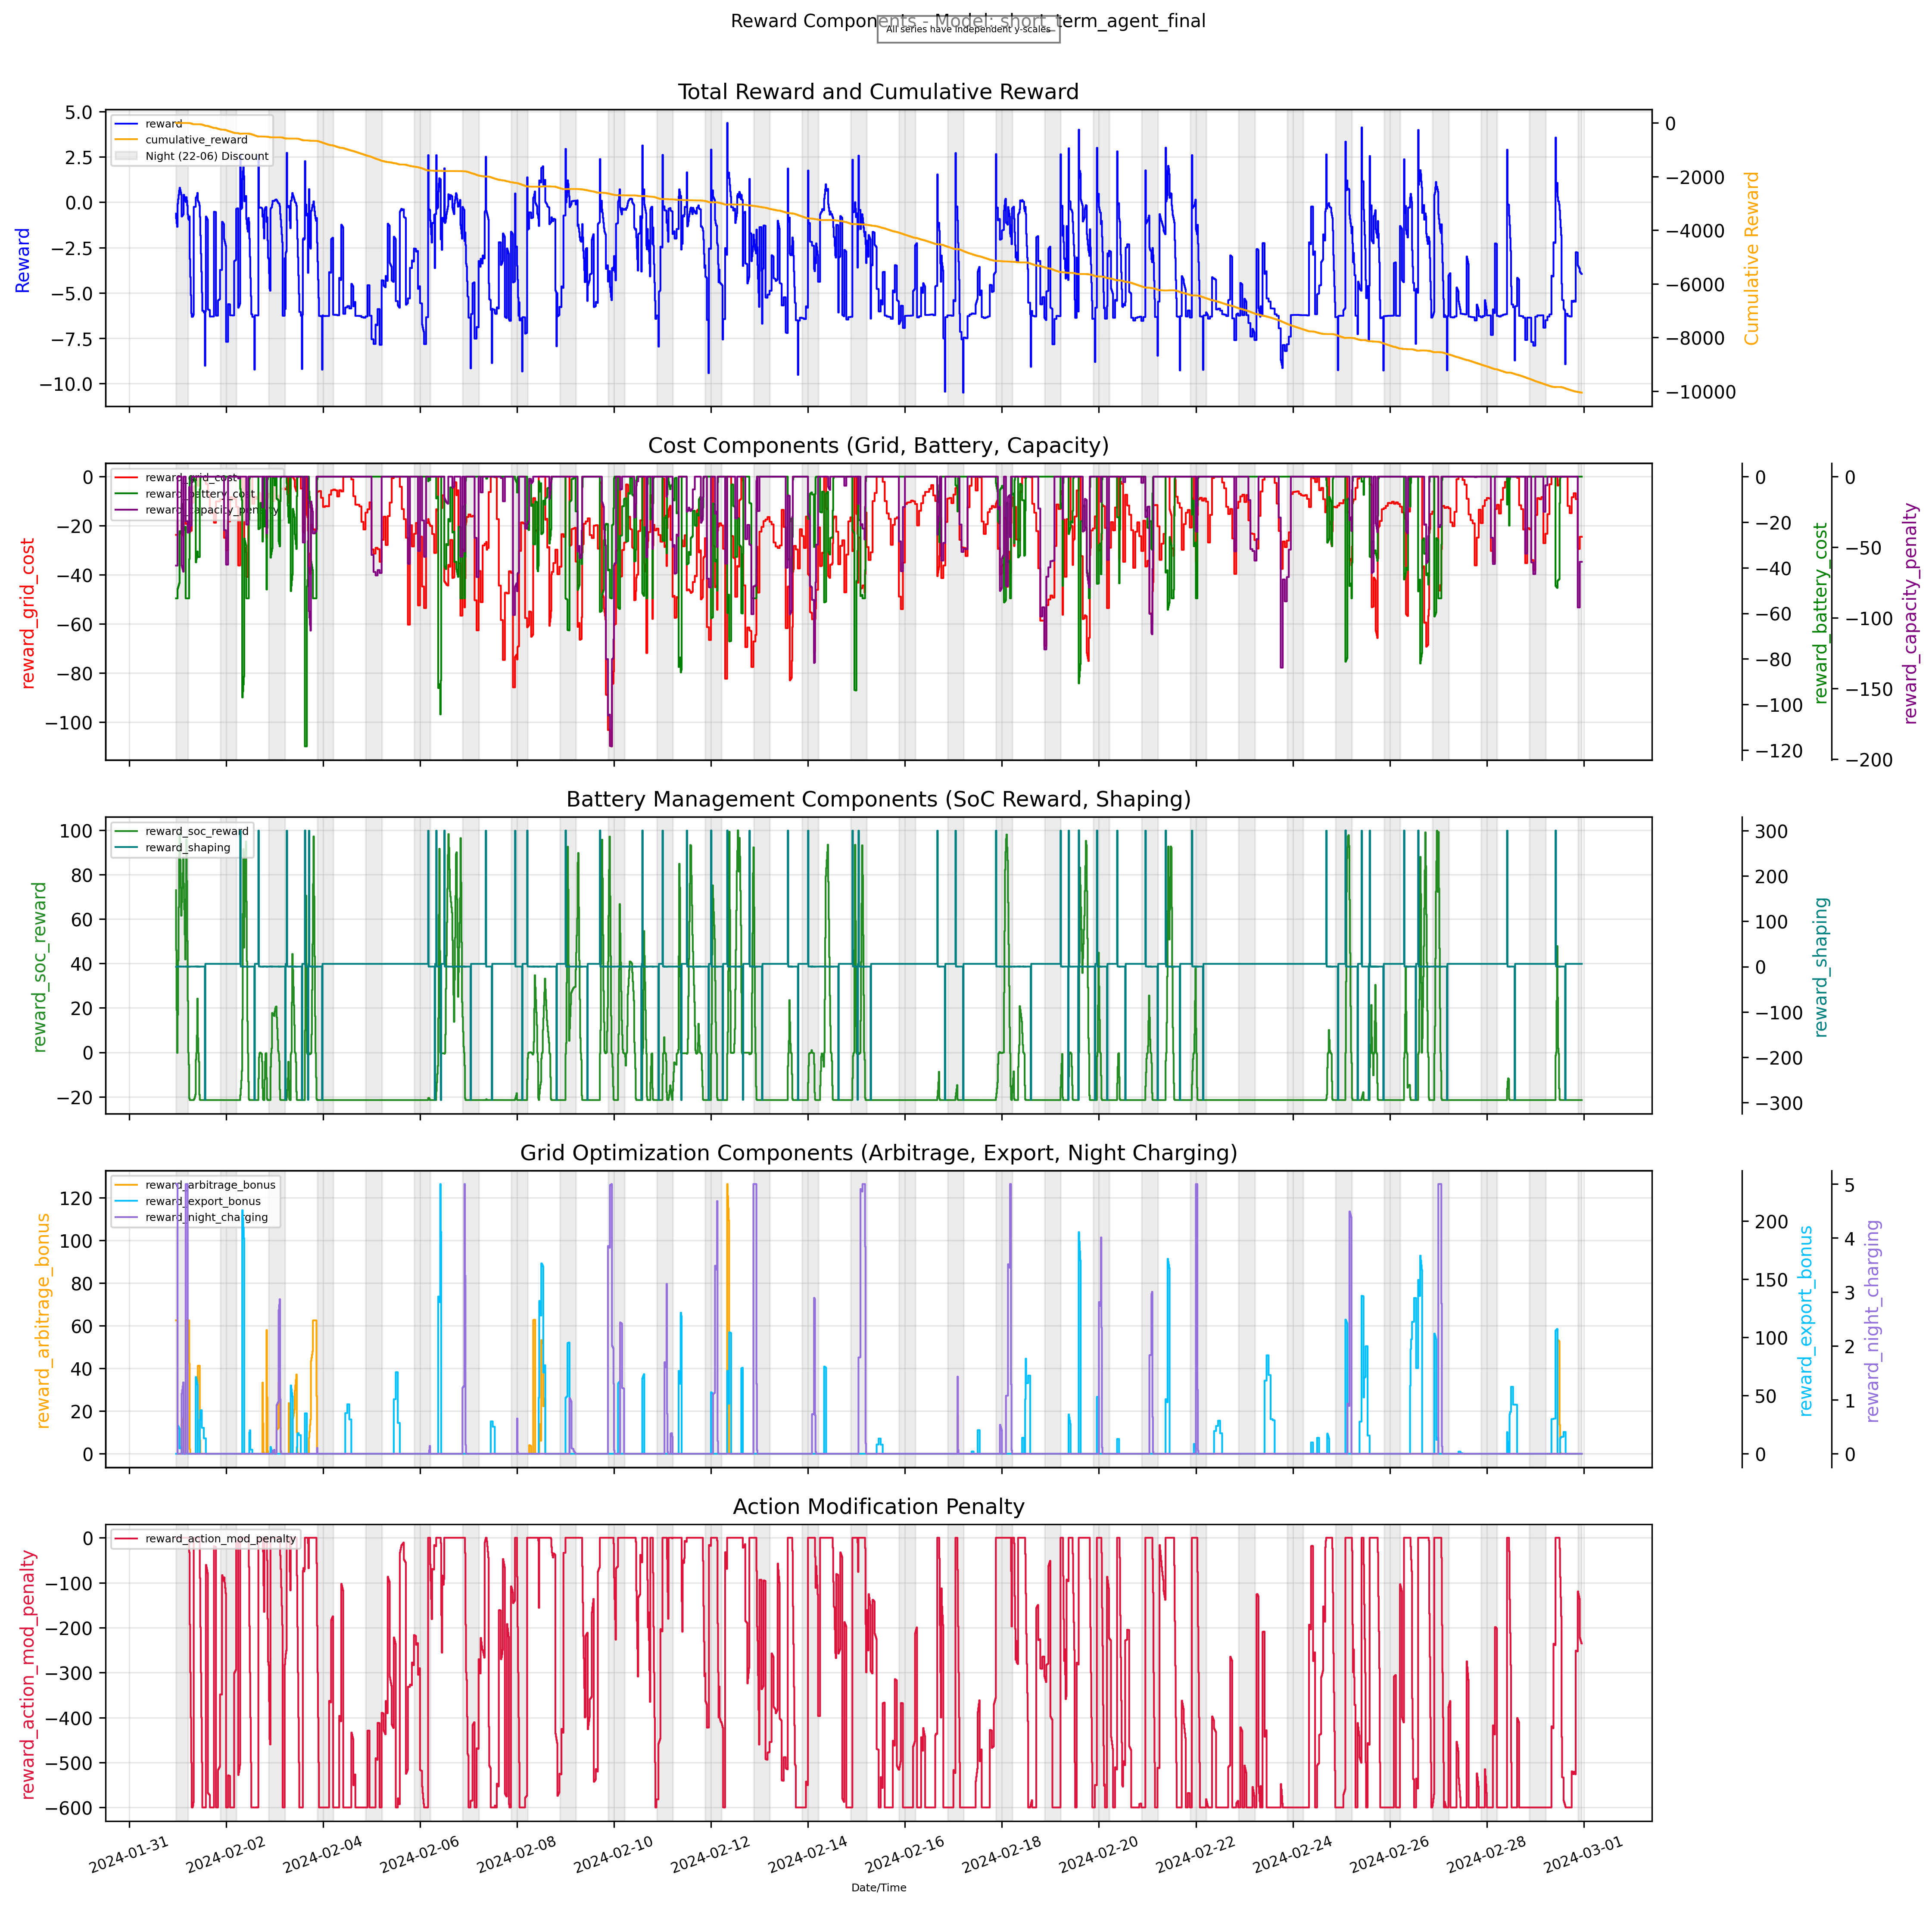 Reward Components - Model: short_term_agent_final
All series have independent y-scales
Total Reward and Cumulative Reward
reward
cumulative_reward
Night (22-06) Discount
5.0
2.5
0.0
−2.5
−5.0
−7.5
−10.0
Reward
0
−2000
−4000
−6000
−8000
−10000
Cumulative Reward
Cost Components (Grid, Battery, Capacity)
reward_grid_cost
reward_battery_cost
reward_capacity_penalty
0
−20
−40
−60
−80
−100
reward_grid_cost
0
−20
−40
−60
−80
−100
−120
reward_battery_cost
0
−50
−100
−150
−200
reward_capacity_penalty
Battery Management Components (SoC Reward, Shaping)
reward_soc_reward
reward_shaping
100
80
60
40
20
0
−20
reward_soc_reward
300
200
100
0
−100
−200
−300
reward_shaping
Grid Optimization Components (Arbitrage, Export, Night Charging)
reward_arbitrage_bonus
reward_export_bonus
reward_night_charging
120
100
80
60
40
20
0
reward_arbitrage_bonus
200
150
100
50
0
reward_export_bonus
5
4
3
2
1
0
reward_night_charging
Action Modification Penalty
reward_action_mod_penalty
0
−100
−200
−300
−400
−500
−600
reward_action_mod_penalty
2024-01-31
2024-02-02
2024-02-04
2024-02-06
2024-02-08
2024-02-10
2024-02-12
2024-02-14
2024-02-16
2024-02-18
2024-02-20
2024-02-22
2024-02-24
2024-02-26
2024-02-28
2024-03-01
Date/Time